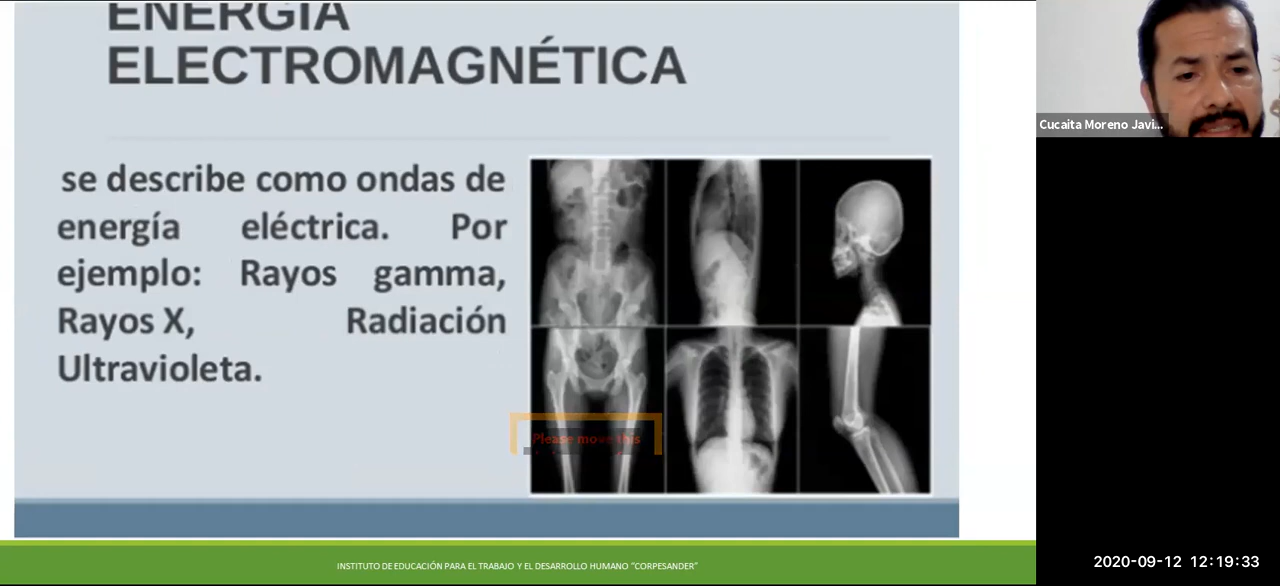 ENERGÍA
ELECTROMAGNÉTICA
se describe como ondas de
energía eléctrica. Por
ejemplo: Rayos gamma,
Rayos X, Radiación
Ultravioleta.
Please move this
INSTITUTO DE EDUCACIÓN PARA EL TRABAJO Y EL DESARROLLO HUMANO “CORPESANDER”
Cucaita Moreno Javi...
2020-09-12 12:19:33